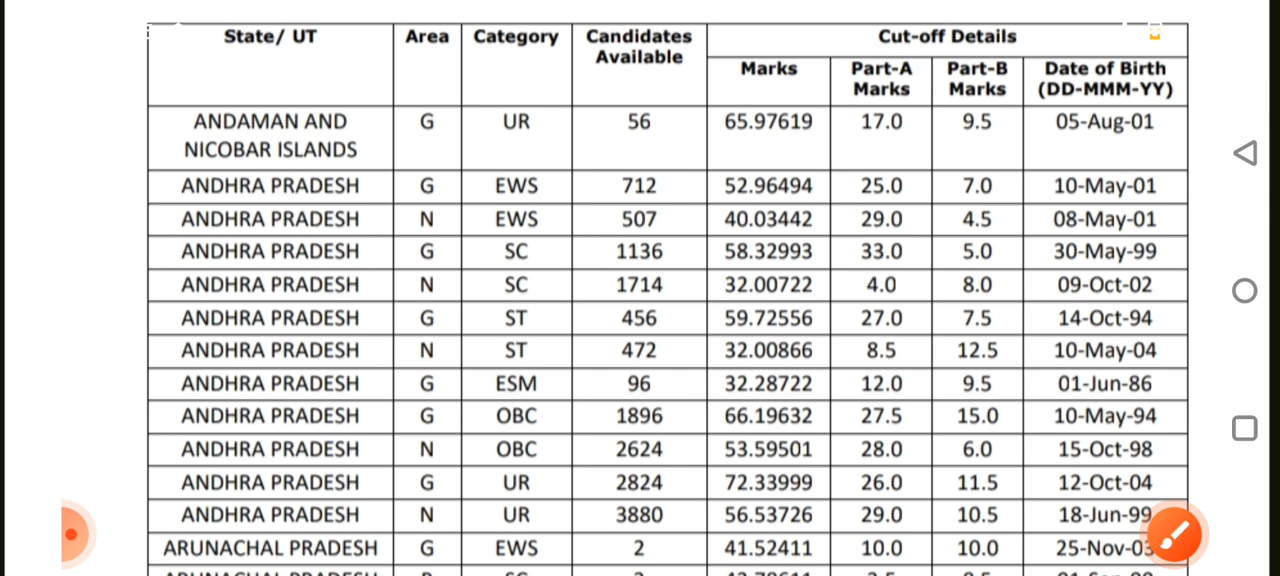 State/ UT Area Category Candidates Available Cut-off Details
Marks Part-A Marks Part-B Marks Date of Birth (DD-MMM-YY)
ANDAMAN AND NICOBAR ISLANDS G UR 56 65.97619 17.0 9.5 05-Aug-01
ANDHRA PRADESH G EWS 712 52.96494 25.0 7.0 10-May-01
ANDHRA PRADESH N EWS 507 40.03442 29.0 4.5 08-May-01
ANDHRA PRADESH G SC 1136 58.32993 33.0 5.0 30-May-99
ANDHRA PRADESH N SC 1714 32.00722 4.0 8.0 09-Oct-02
ANDHRA PRADESH G ST 456 59.72556 27.0 7.5 14-Oct-94
ANDHRA PRADESH N ST 472 32.00866 8.5 12.5 10-May-04
ANDHRA PRADESH G ESM 96 32.28722 12.0 9.5 01-Jun-86
ANDHRA PRADESH G OBC 1896 66.19632 27.5 15.0 10-May-94
ANDHRA PRADESH N OBC 2624 53.59501 28.0 6.0 15-Oct-98
ANDHRA PRADESH G UR 2824 72.33999 26.0 11.5 12-Oct-04
ANDHRA PRADESH N UR 3880 56.53726 29.0 10.5 18-Jun-99
ARUNACHAL PRADESH G EWS 2 41.52411 10.0 10.0 25-Nov-03